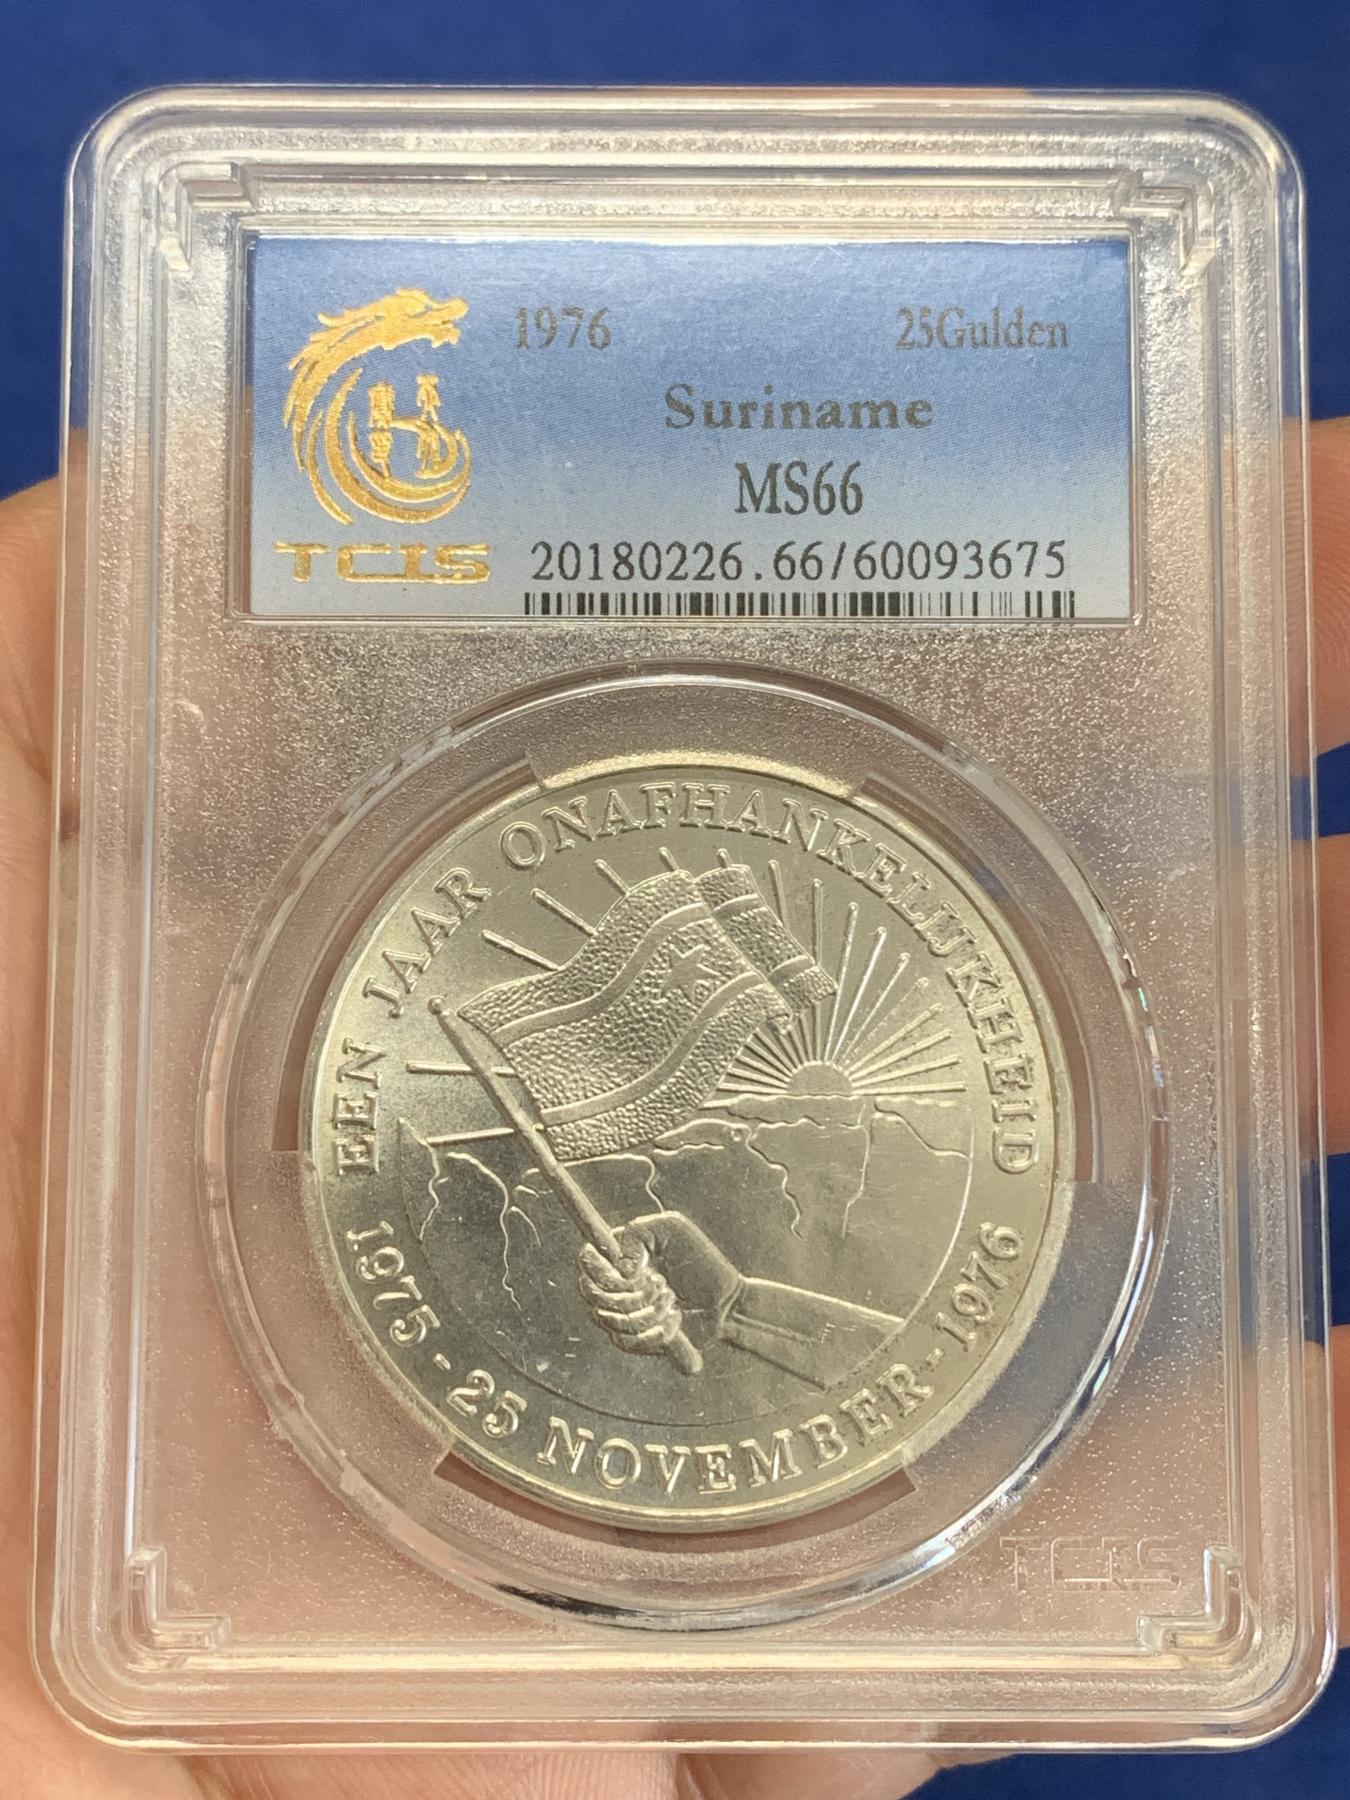 1976 25Gulden
Suriname
MS66
TCIS
20180226.66/60093675
EEN JAAR ONAFHANKELIJKHEID
1975 - 25 NOVEMBER - 1976
TCIS